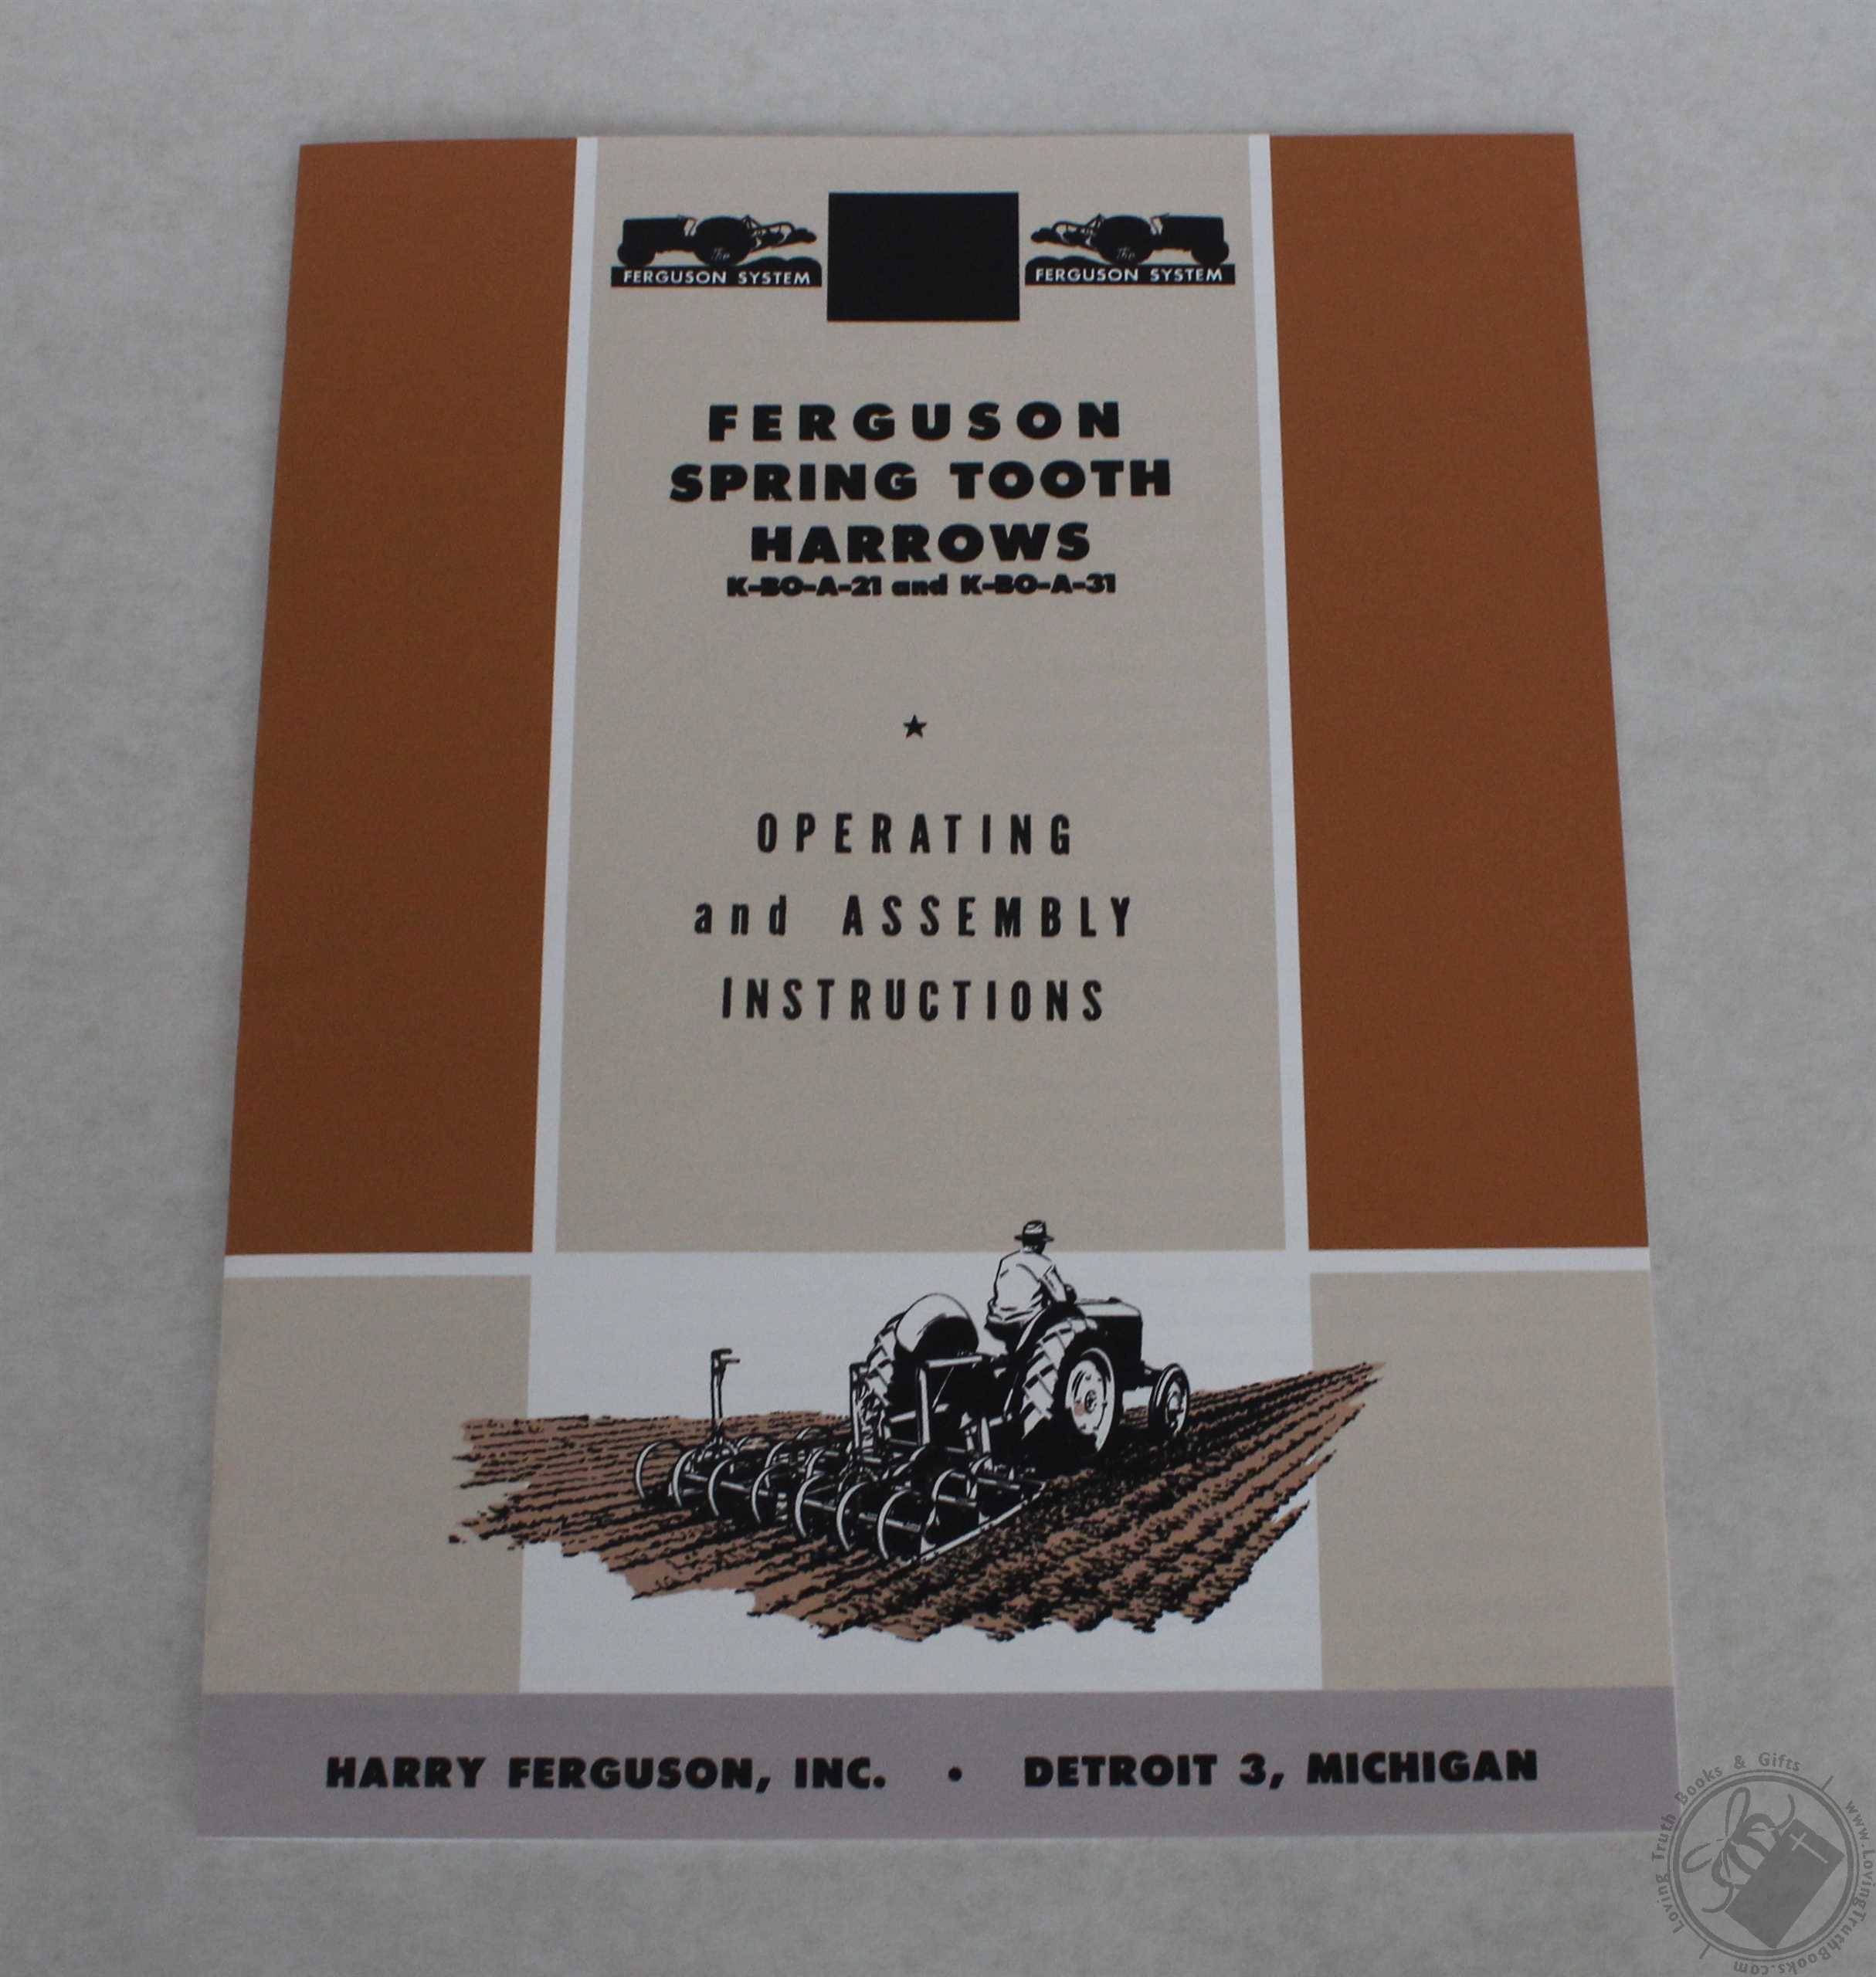 The The
FERGUSON SYSTEM FERGUSON SYSTEM
FERGUSON
SPRING TOOTH
HARROWS
K-BO-A-21 and K-BO-A-31
OPERATING
and ASSEMBLY
INSTRUCTIONS
HARRY FERGUSON, INC. • DETROIT 3, MICHIGAN
Loving Truth Books & Gifts
www.LovingTruthBooks.com